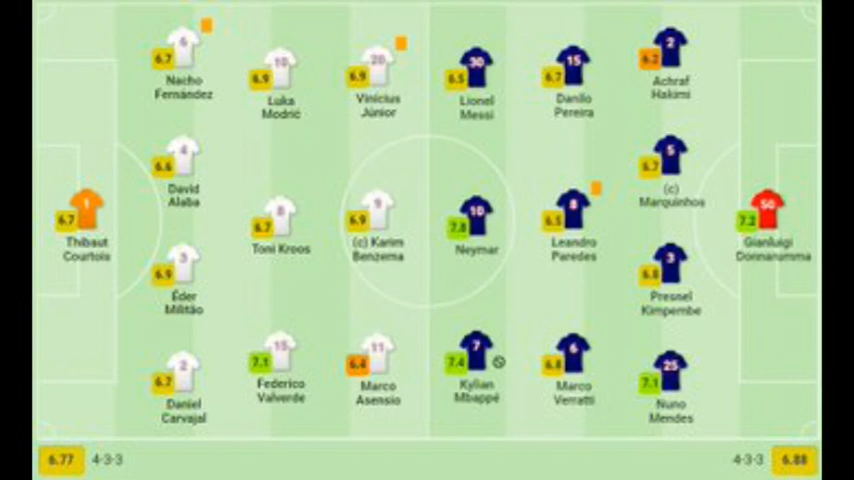 6
6.7
Nacho
Fernández
10
6.9
Luka
Modrić
20
6.9
Vinícius
Júnior
30
6.5
Lionel
Messi
15
6.7
Danilo
Pereira
2
6.2
Achraf
Hakimi
4
6.6
David
Alaba
5
6.7
(c)
Marquinhos
1
6.7
Thibaut
Courtois
8
6.7
Toni Kroos
9
6.9
(c) Karim
Benzema
10
7.8
Neymar
8
6.5
Leandro
Paredes
50
7.2
Gianluigi
Donnarumma
3
6.9
Éder
Militão
3
6.8
Presnel
Kimpembe
2
6.7
Daniel
Carvajal
15
7.1
Federico
Valverde
11
6.4
Marco
Asensio
7
7.4
Kylian
Mbappé
6
6.8
Marco
Verratti
25
7.1
Nuno
Mendes
6.77 4-3-3
4-3-3 6.88